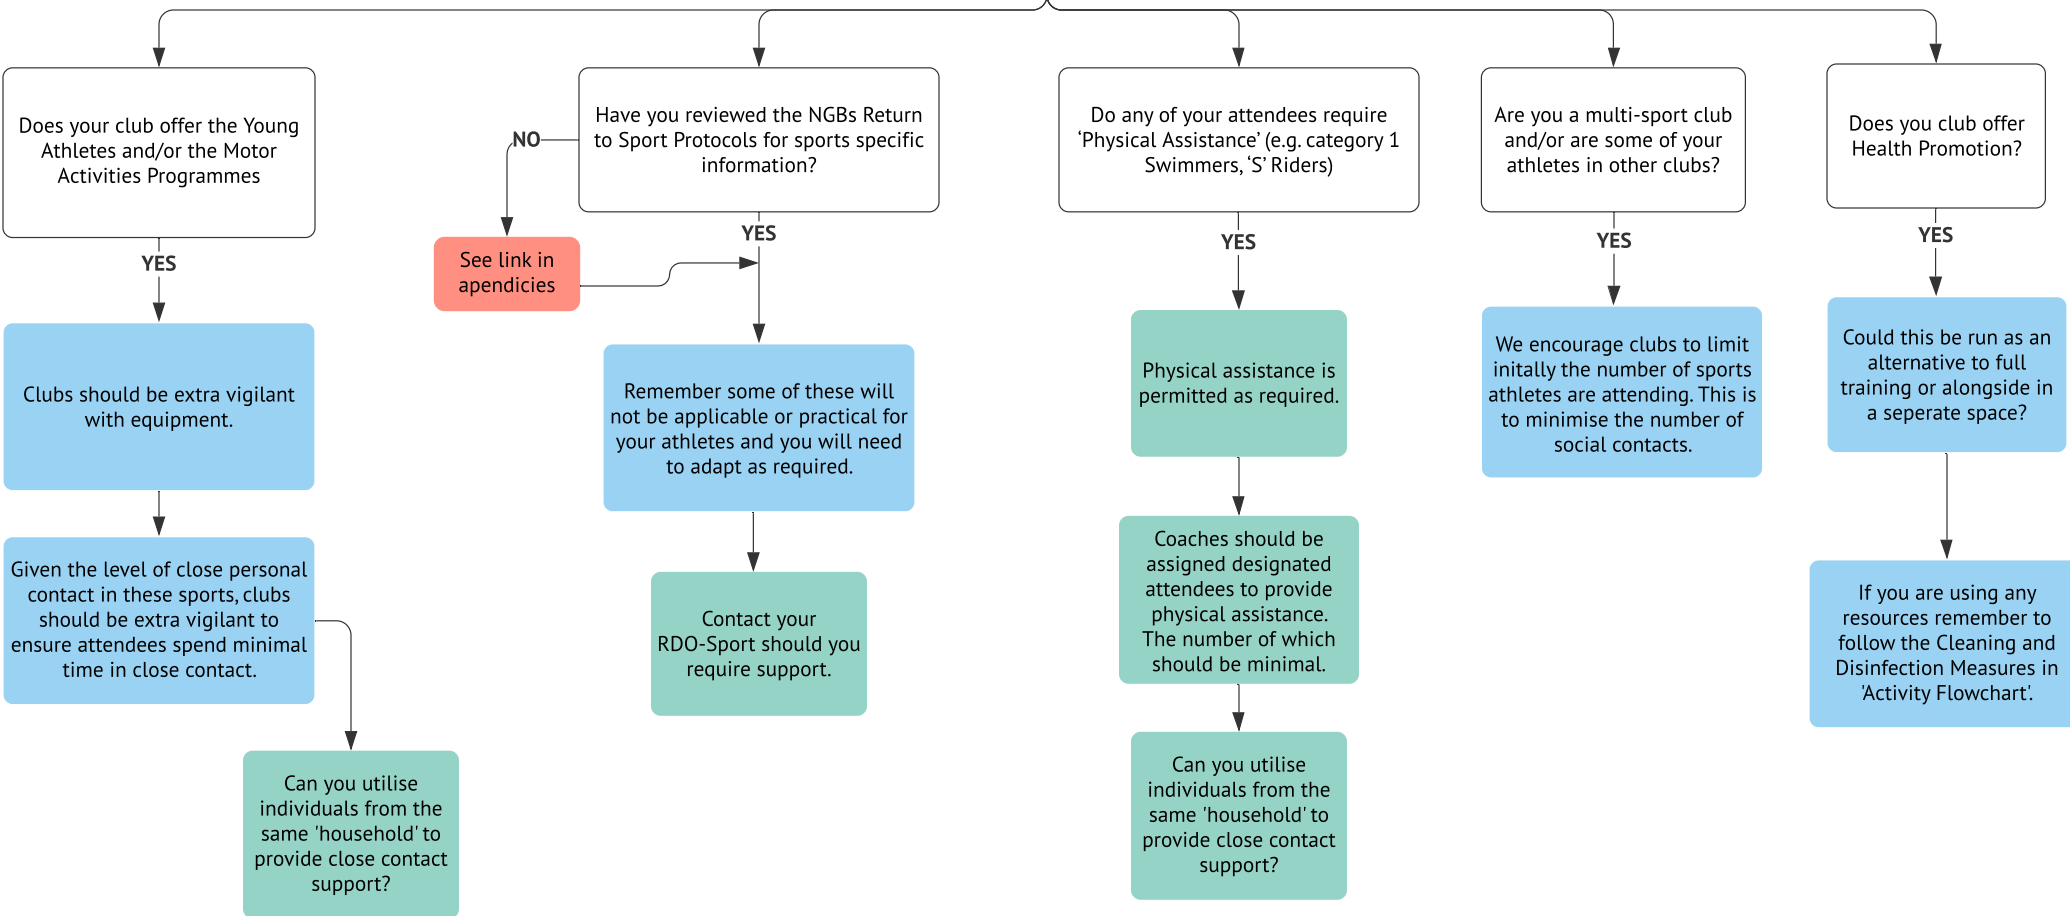 Does your club offer the Young
Athletes and/or the Motor
Activities Programmes
YES
Clubs should be extra vigilant
with equipment.
Given the level of close personal
contact in these sports, clubs
should be extra vigilant to
ensure attendees spend minimal
time in close contact.
Can you utilise
individuals from the
same 'household' to
provide close contact
support?
Have you reviewed the NGBs Return
to Sport Protocols for sports specific
information?
NO
See link in
apendicies
YES
Remember some of these will
not be applicable or practical for
your athletes and you will need
to adapt as required.
Contact your
RDO-Sport should you
require support.
Do any of your attendees require
‘Physical Assistance’ (e.g. category 1
Swimmers, ‘S’ Riders)
YES
Physical assistance is
permitted as required.
Coaches should be
assigned designated
attendees to provide
physical assistance.
The number of which
should be minimal.
Can you utilise
individuals from the
same 'household' to
provide close contact
support?
Are you a multi-sport club
and/or are some of your
athletes in other clubs?
YES
We encourage clubs to limit
initally the number of sports
athletes are attending. This is
to minimise the number of
social contacts.
Does you club offer
Health Promotion?
YES
Could this be run as an
alternative to full
training or alongside in
a seperate space?
If you are using any
resources remember to
follow the Cleaning and
Disinfection Measures in
'Activity Flowchart'.